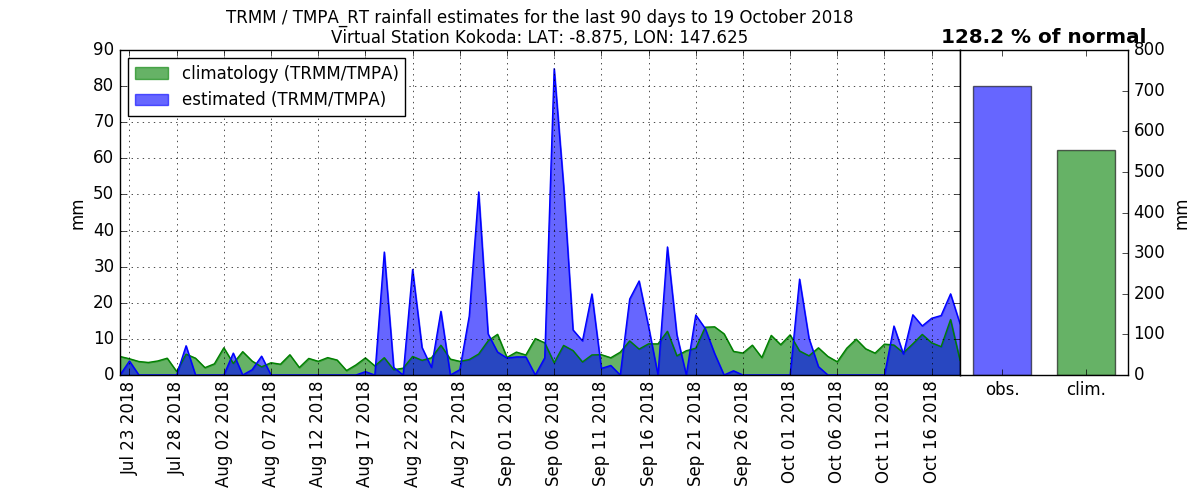 TRMM / TMPA_RT rainfall estimates for the last 90 days to 19 October 2018
Virtual Station Kokoda: LAT: -8.875, LON: 147.625
128.2 % of normal
climatology (TRMM/TMPA)
estimated (TRMM/TMPA)
mm
90
80
70
60
50
40
30
20
10
0
Jul 23 2018
Jul 28 2018
Aug 02 2018
Aug 07 2018
Aug 12 2018
Aug 17 2018
Aug 22 2018
Aug 27 2018
Sep 01 2018
Sep 06 2018
Sep 11 2018
Sep 16 2018
Sep 21 2018
Sep 26 2018
Oct 01 2018
Oct 06 2018
Oct 11 2018
Oct 16 2018
obs.
clim.
800
700
600
500
400
300
200
100
0
mm